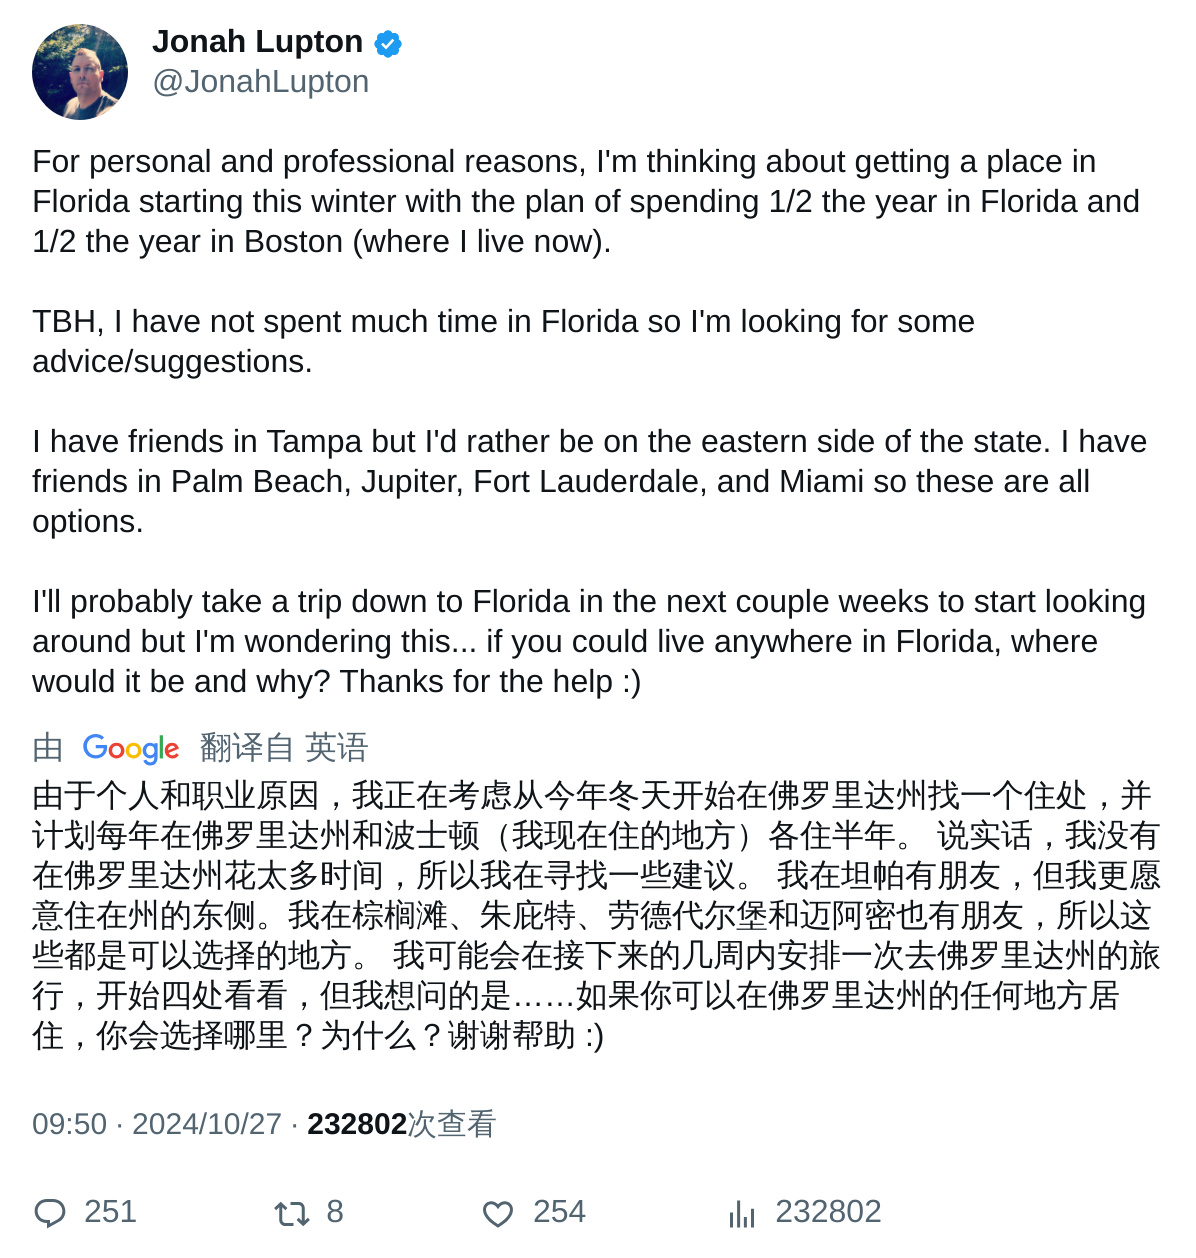 Jonah Lupton
@JonahLupton
For personal and professional reasons, I'm thinking about getting a place in
Florida starting this winter with the plan of spending 1/2 the year in Florida and
1/2 the year in Boston (where I live now).
TBH, I have not spent much time in Florida so I'm looking for some
advice/suggestions.
I have friends in Tampa but I'd rather be on the eastern side of the state. I have
friends in Palm Beach, Jupiter, Fort Lauderdale, and Miami so these are all
options.
I'll probably take a trip down to Florida in the next couple weeks to start looking
around but I'm wondering this... if you could live anywhere in Florida, where
would it be and why? Thanks for the help :)
由 Google 翻译自 英语
由于个人和职业原因，我正在考虑从今年冬天开始在佛罗里达州找一个住处，并
计划每年在佛罗里达州和波士顿（我现在住的地方）各住半年。 说实话，我没有
在佛罗里达州花太多时间，所以我在寻找一些建议。 我在坦帕有朋友，但我更愿
意住在州的东侧。我在棕榈滩、朱庇特、劳德代尔堡和迈阿密也有朋友，所以这
些都是可以选择的地方。 我可能会在接下来的几周内安排一次去佛罗里达州的旅
行，开始四处看看，但我想问的是……如果你可以在佛罗里达州的任何地方居
住，你会选择哪里？为什么？谢谢帮助 :)
09:50 · 2024/10/27 · 232802次查看
251 8 254 232802